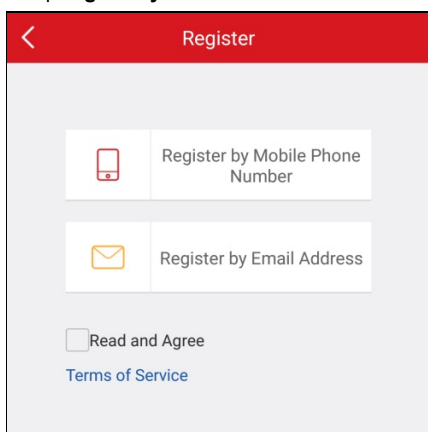 Register
Register by Mobile Phone
Number
Register by Email Address
Read and Agree
Terms of Service